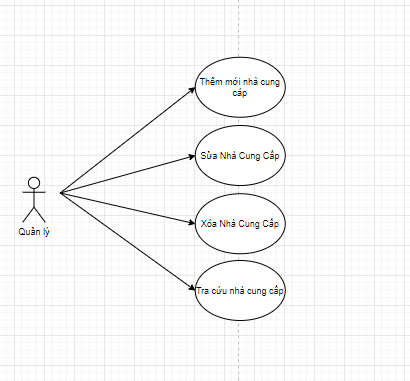 Thêm mới nhà cung
cấp
Sửa Nhà Cung Cấp
Xóa Nhà Cung Cấp
Quản lý
Tra cứu nhà cung cấp